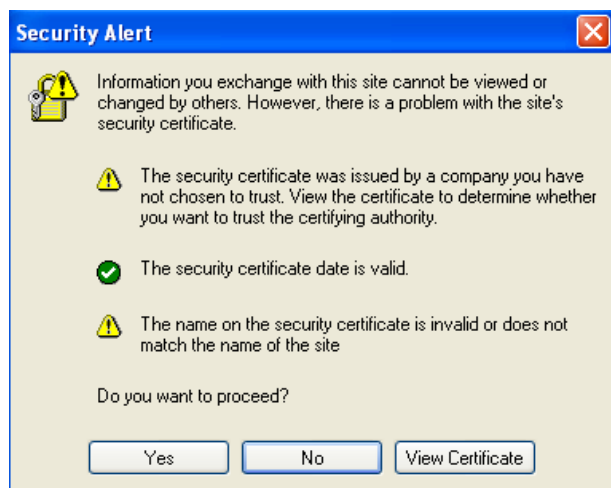 Security Alert
Information you exchange with this site cannot be viewed or
changed by others. However, there is a problem with the site's
security certificate.
The security certificate was issued by a company you have
not chosen to trust. View the certificate to determine whether
you want to trust the certifying authority.
The security certificate date is valid.
The name on the security certificate is invalid or does not
match the name of the site
Do you want to proceed?
Yes
No
View Certificate